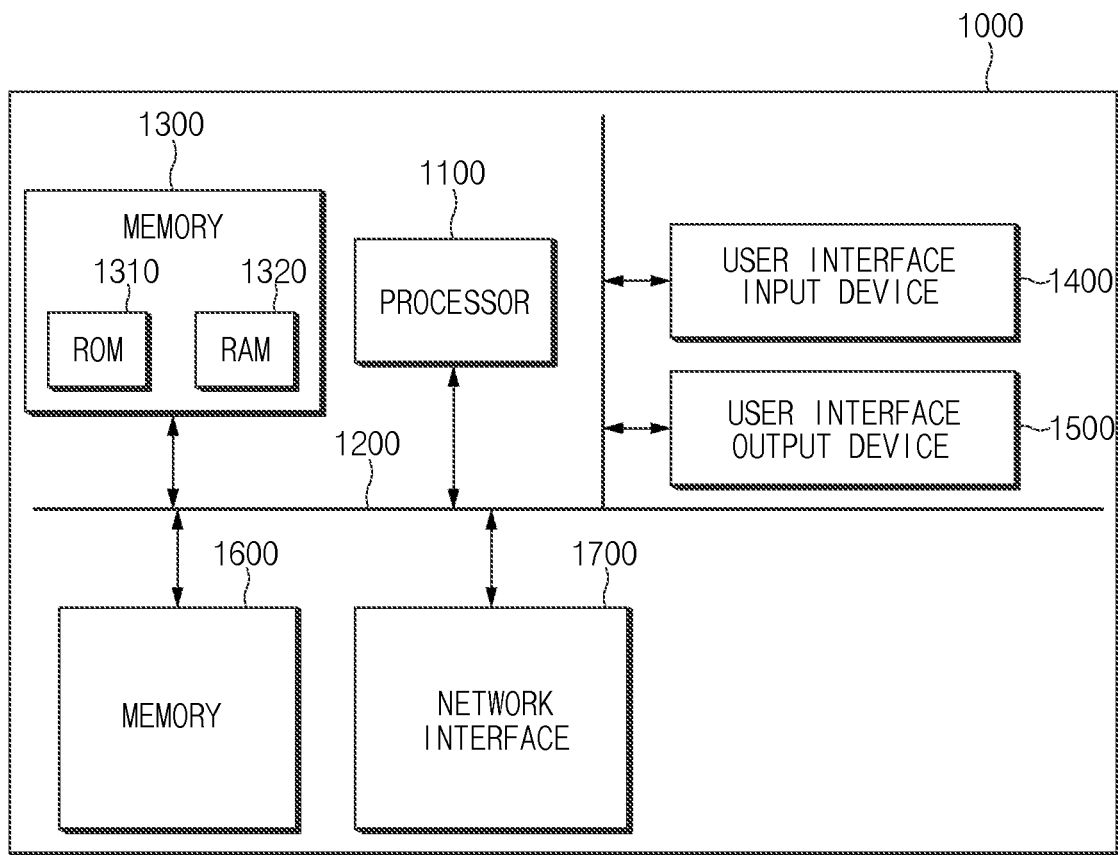 1000
1300
MEMORY
1310
1320
ROM
RAM
1100
PROCESSOR
USER INTERFACE
INPUT DEVICE
1400
USER INTERFACE
OUTPUT DEVICE
1500
1200
1600
MEMORY
1700
NETWORK
INTERFACE